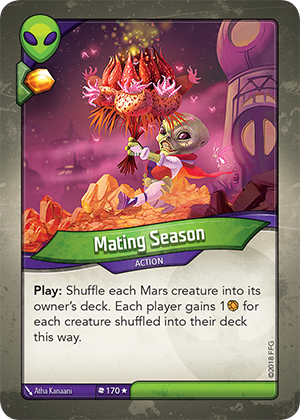 Mating Season
ACTION
Play: Shuffle each Mars creature into its
owner's deck. Each player gains 1 for
each creature shuffled into their deck
this way.
©2018 FFG
Atha Kanaani
170